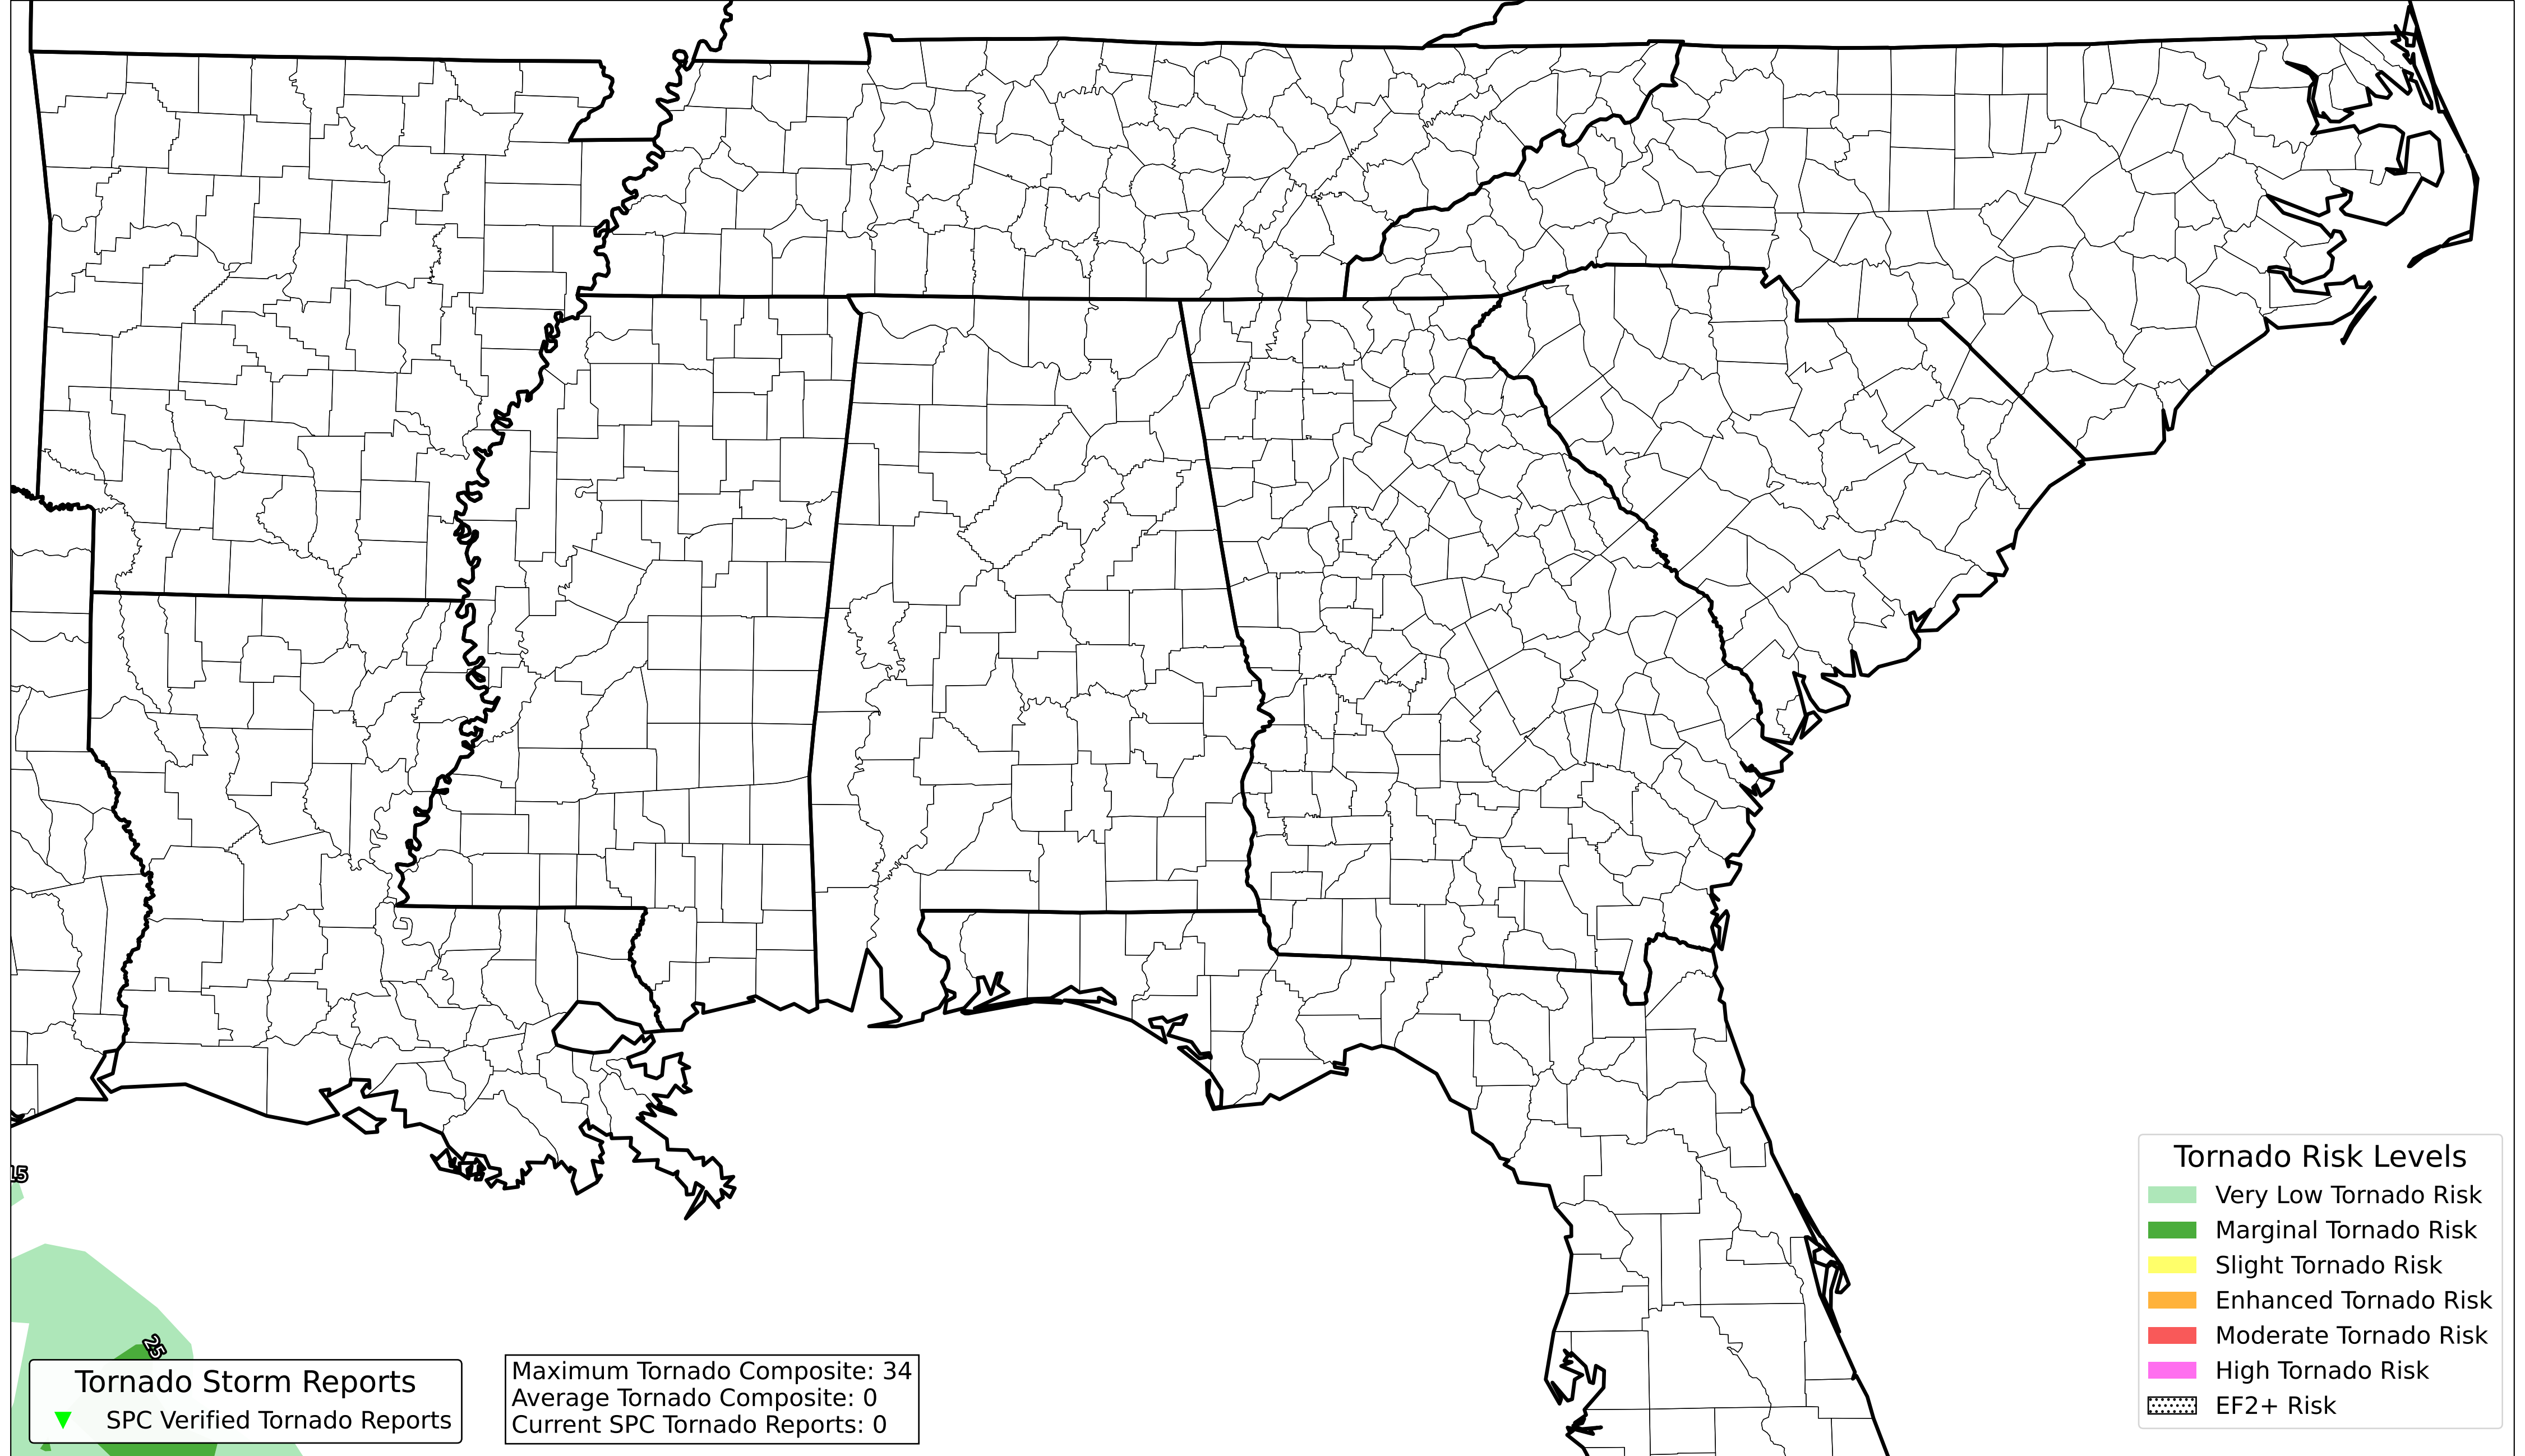 15
25
Tornado Storm Reports
SPC Verified Tornado Reports
Maximum Tornado Composite: 34
Average Tornado Composite: 0
Current SPC Tornado Reports: 0
Tornado Risk Levels
Very Low Tornado Risk
Marginal Tornado Risk
Slight Tornado Risk
Enhanced Tornado Risk
Moderate Tornado Risk
High Tornado Risk
EF2+ Risk